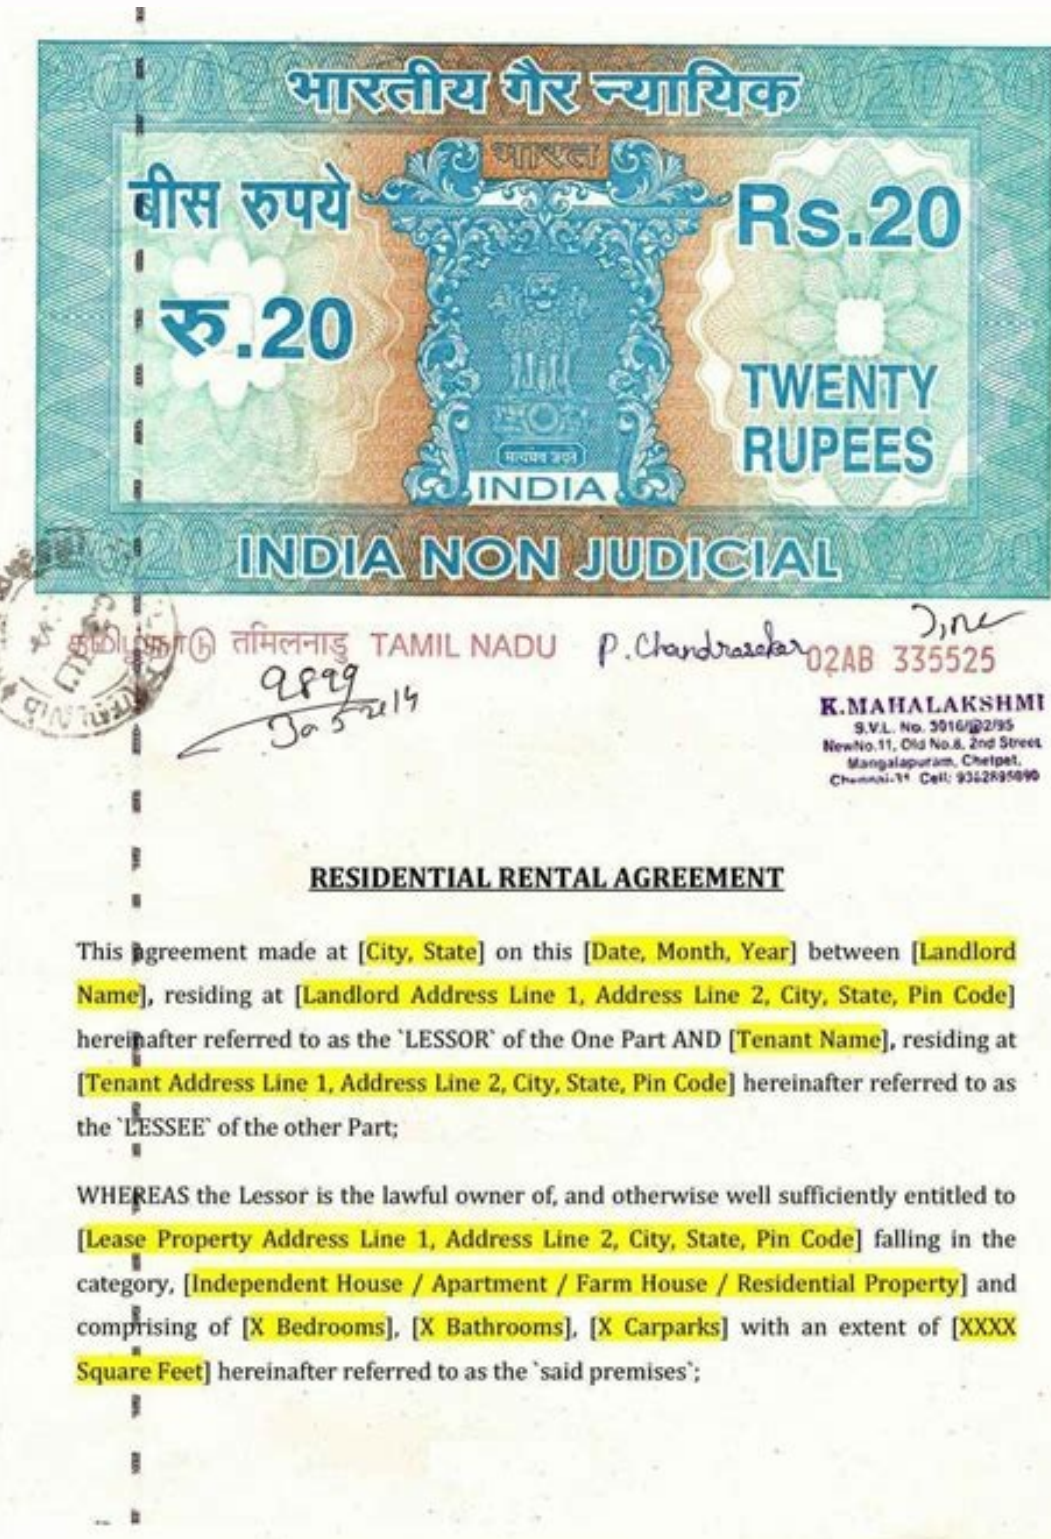 भारतीय गैर न्यायिक
भारत
बीस रुपये
Rs.20
रु.20
TWENTY
RUPEES
सत्यमेव जयते
INDIA
INDIA NON JUDICIAL
தமிழ்நாடு तमिलनाडु TAMIL NADU P. Chandrasekar 02AB 335525
9899
K.MAHALAKSHMI
S.V.L. No.
NewNo.11, Old No.8, 2nd Street
Mangalapuram, Chetpet,
Chennai-31 Cell:
RESIDENTIAL RENTAL AGREEMENT
This agreement made at [City, State] on this [Date, Month, Year] between [Landlord
Name], residing at [Landlord Address Line 1, Address Line 2, City, State, Pin Code]
hereinafter referred to as the `LESSOR` of the One Part AND [Tenant Name], residing at
[Tenant Address Line 1, Address Line 2, City, State, Pin Code] hereinafter referred to as
the `LESSEE` of the other Part;
WHEREAS the Lessor is the lawful owner of, and otherwise well sufficiently entitled to
[Lease Property Address Line 1, Address Line 2, City, State, Pin Code] falling in the
category, [Independent House / Apartment / Farm House / Residential Property] and
comprising of [X Bedrooms], [X Bathrooms], [X Carparks] with an extent of [XXXX
Square Feet] hereinafter referred to as the `said premises`;